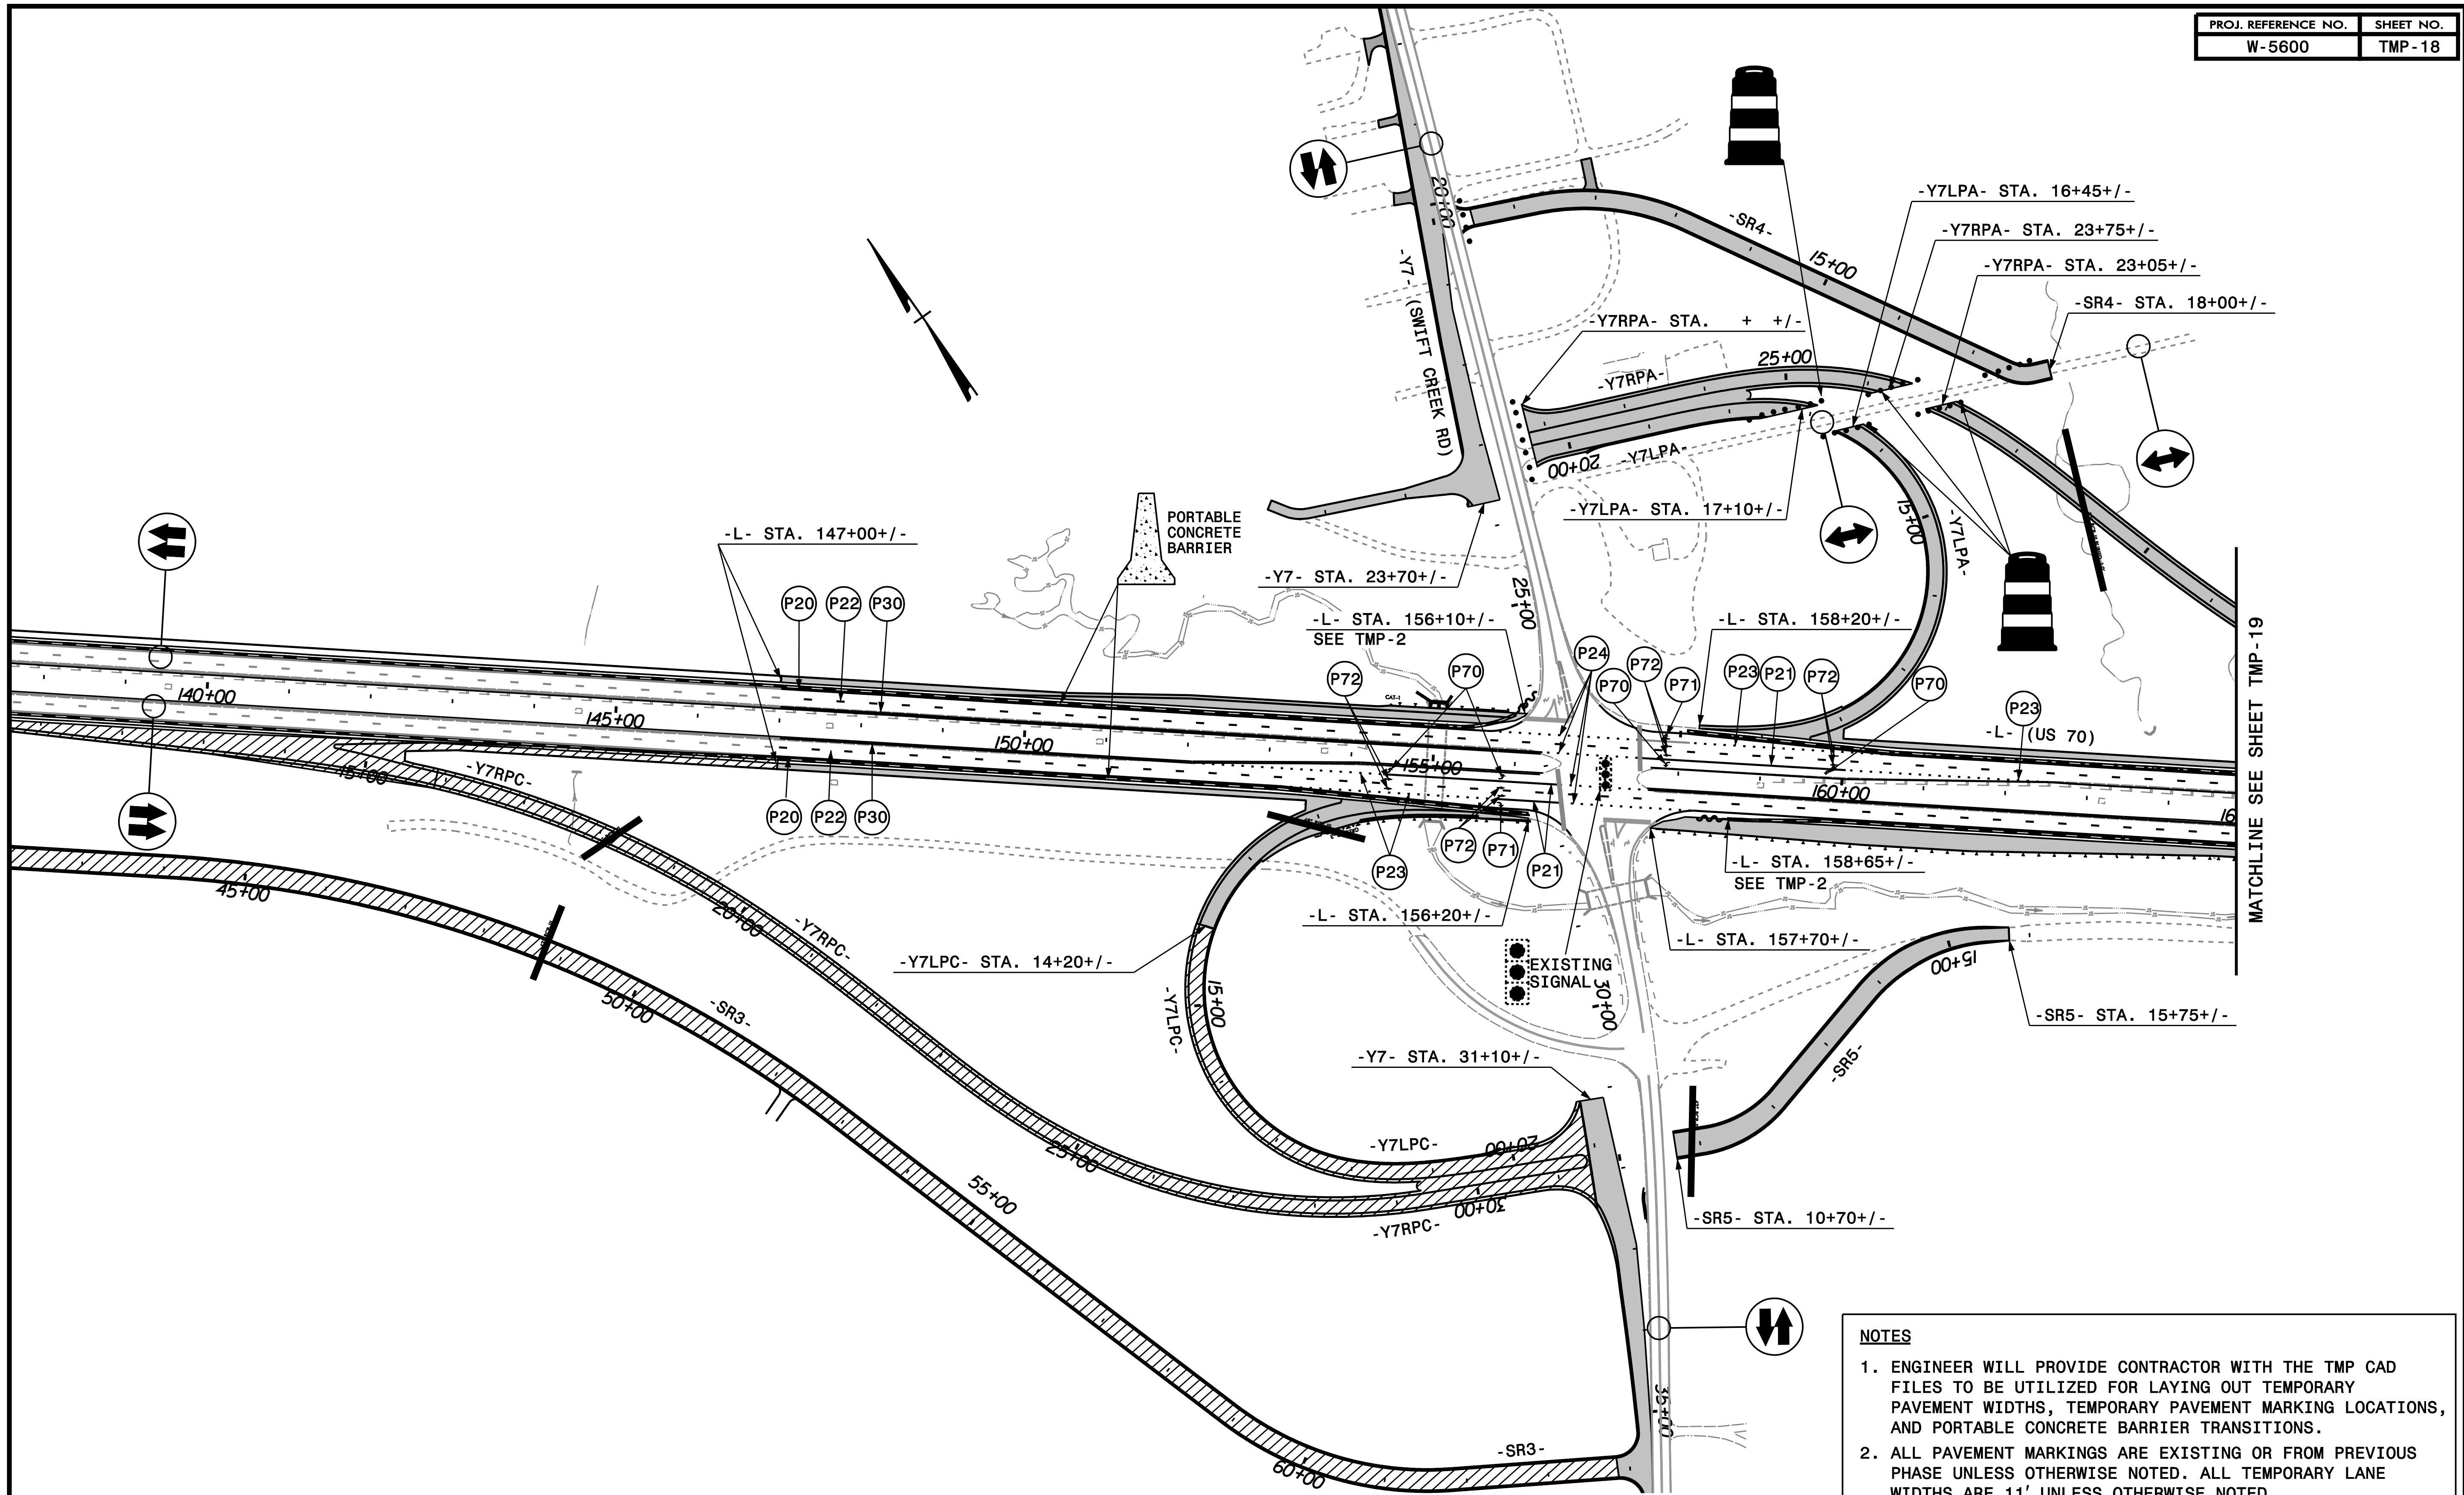 PROJ. REFERENCE NO. SHEET NO.
W-5600 TMP-18
-Y7LPA- STA. 16+45+/-
-Y7RPA- STA. 23+75+/-
-Y7RPA- STA. 23+05+/-
-SR4- STA. 18+00+/-
20+00
-SR4-
15+00
-Y7- (SWIFT CREEK RD)
-Y7RPA- STA. + +/-
25+00
-Y7RPA-
20+00
-Y7LPA-
-Y7LPA- STA. 17+10+/-
15+00
-Y7LPA-
PORTABLE
CONCRETE
BARRIER
-L- STA. 147+00+/-
-Y7- STA. 23+70+/-
25+00
P20 P22 P30
-L- STA. 156+10+/-
SEE TMP-2
-L- STA. 158+20+/-
P72 P70 P24 P70 P72 P71 P23 P21 P72 P70 P23
-L- (US 70)
MATCHLINE SEE SHEET TMP-19
CAT-1
140+00
145+00
150+00
155+00
160+00
16
15+00
-Y7RPC-
P20 P22 P30
P23 P72 P71 P21
-L- STA. 158+65+/-
SEE TMP-2
45+00
20+00
-Y7RPC-
-L- STA. 156+20+/-
-L- STA. 157+70+/-
-Y7LPC- STA. 14+20+/-
EXISTING
SIGNAL
30+00
15+00
50+00
-SR3-
-Y7LPC-
15+00
-SR5- STA. 15+75+/-
-Y7- STA. 31+10+/-
-SR5-
25+00
-Y7LPC-
20+00
55+00
30+00
-Y7RPC-
-SR5- STA. 10+70+/-
35+00
-SR3-
60+00
NOTES
1. ENGINEER WILL PROVIDE CONTRACTOR WITH THE TMP CAD
FILES TO BE UTILIZED FOR LAYING OUT TEMPORARY
PAVEMENT WIDTHS, TEMPORARY PAVEMENT MARKING LOCATIONS,
AND PORTABLE CONCRETE BARRIER TRANSITIONS.
2. ALL PAVEMENT MARKINGS ARE EXISTING OR FROM PREVIOUS
PHASE UNLESS OTHERWISE NOTED. ALL TEMPORARY LANE
WIDTHS ARE 11' UNLESS OTHERWISE NOTED